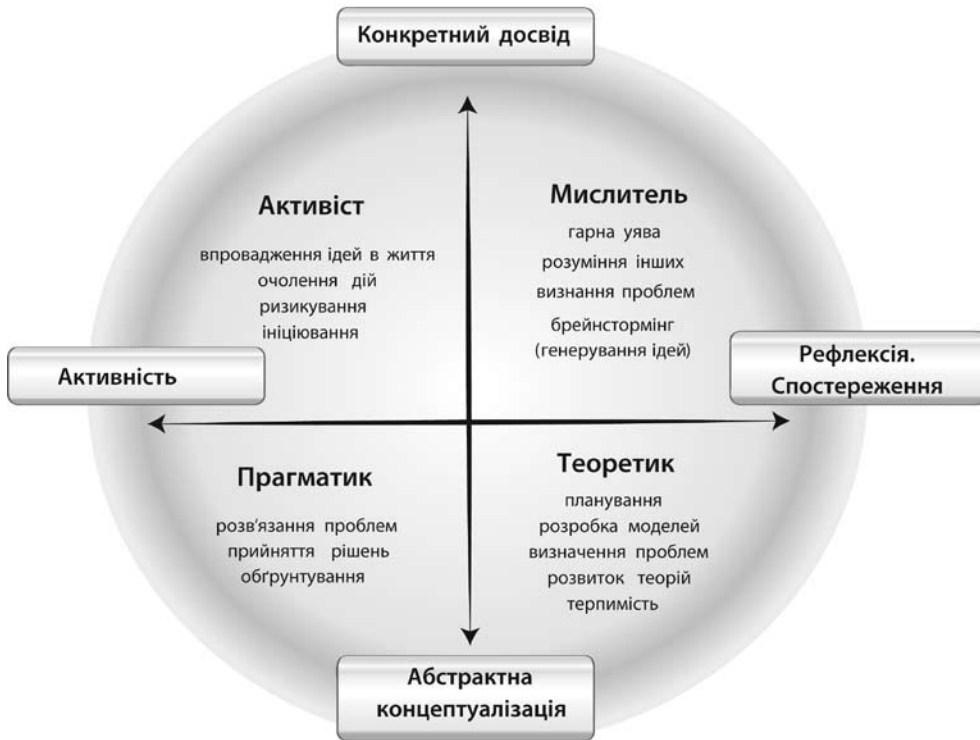 Конкретний досвід
Активіст
впровадження ідей в життя
очолення дій
ризикування
ініціювання
Мислитель
гарна уява
розуміння інших
визнання проблем
брейнстормінг
(генерування ідей)
Активність
Рефлексія.
Спостереження
Прагматик
розв'язання проблем
прийняття рішень
обґрунтування
Теоретик
планування
розробка моделей
визначення проблем
розвиток теорій
терпимість
Абстрактна
концептуалізація